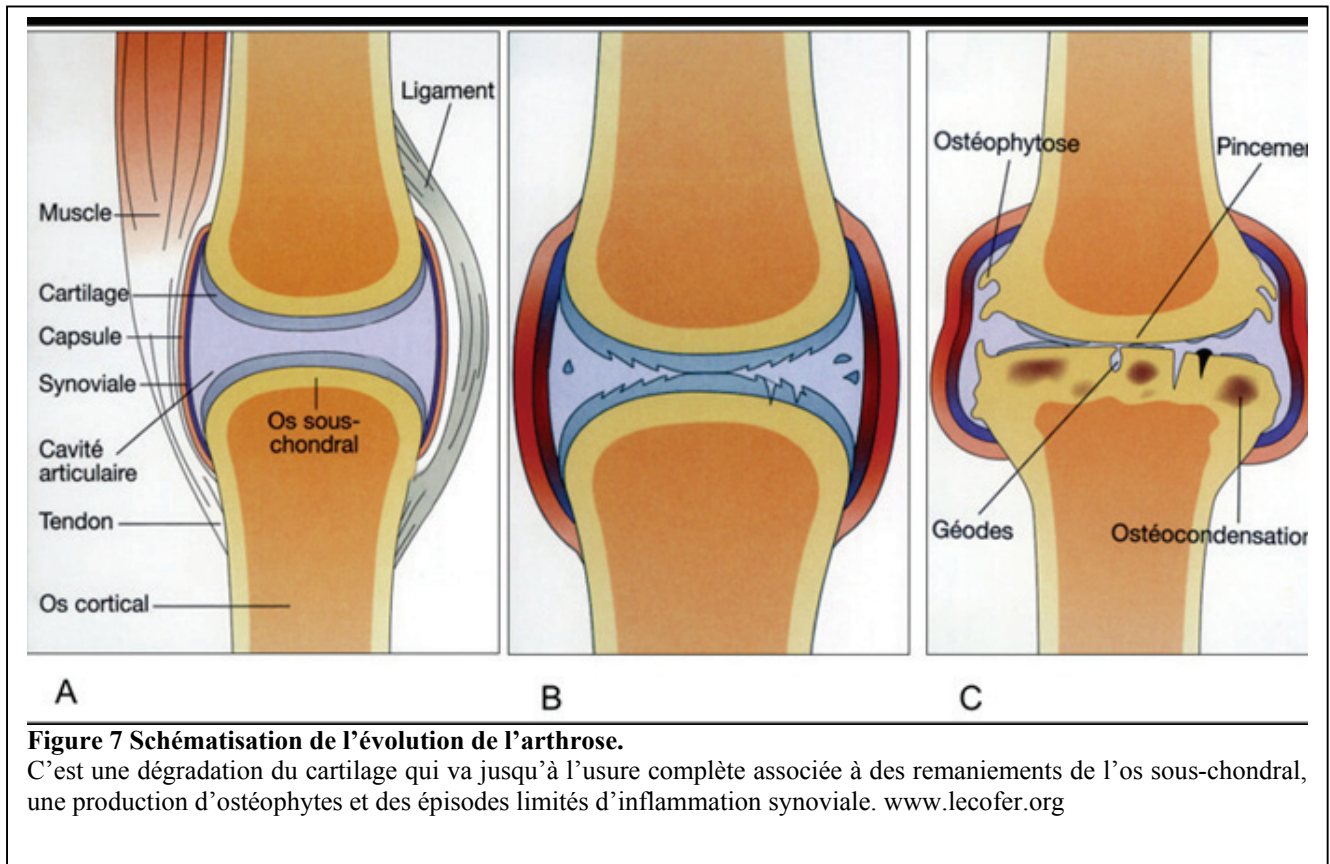 Ligament
Muscle
Cartilage
Capsule
Synoviale
Os sous-
chondral
Cavité
articulaire
Tendon
Os cortical
Ostéophytose
Pincemer
Géodes
Ostéocondensation
A
B
C
Figure 7 Schématisation de l’évolution de l’arthrose.
C’est une dégradation du cartilage qui va jusqu’à l’usure complète associée à des remaniements de l’os sous-chondral,
une production d’ostéophytes et des épisodes limités d’inflammation synoviale. www.lecofer.org